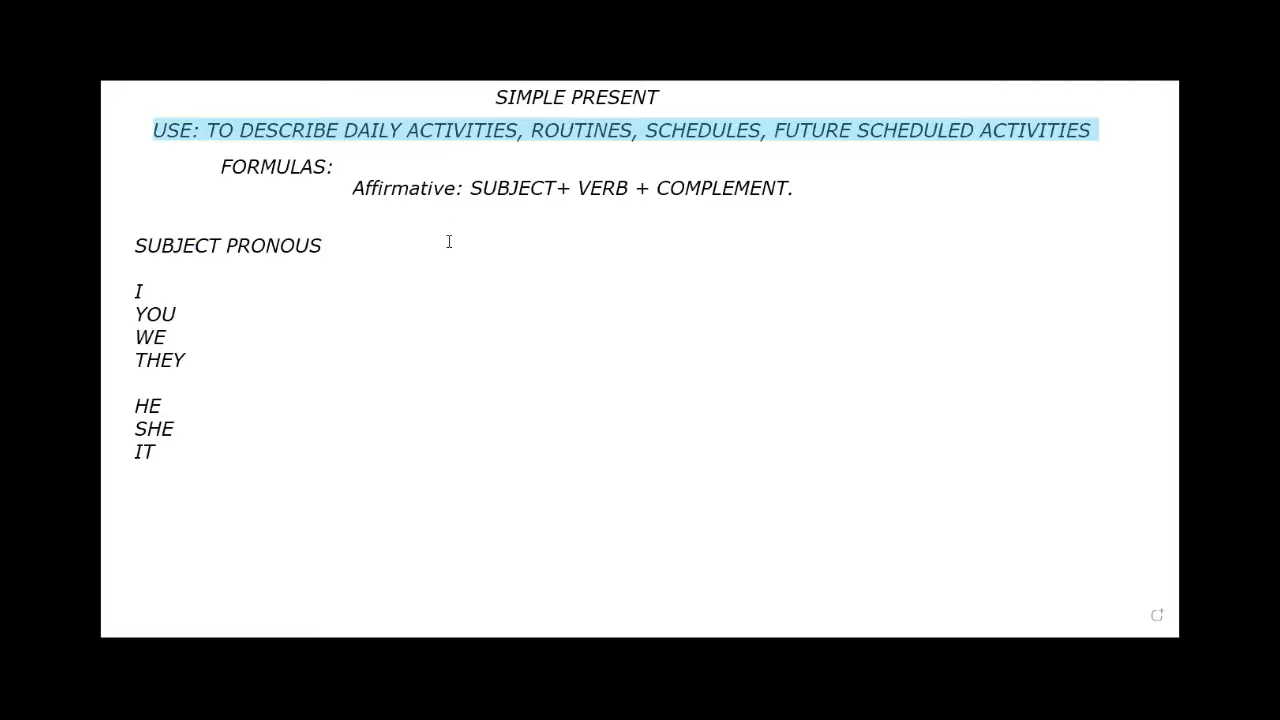 SIMPLE PRESENT
USE: TO DESCRIBE DAILY ACTIVITIES, ROUTINES, SCHEDULES, FUTURE SCHEDULED ACTIVITIES
FORMULAS:
Affirmative: SUBJECT+ VERB + COMPLEMENT.
SUBJECT PRONOUS
I
YOU
WE
THEY
HE
SHE
IT